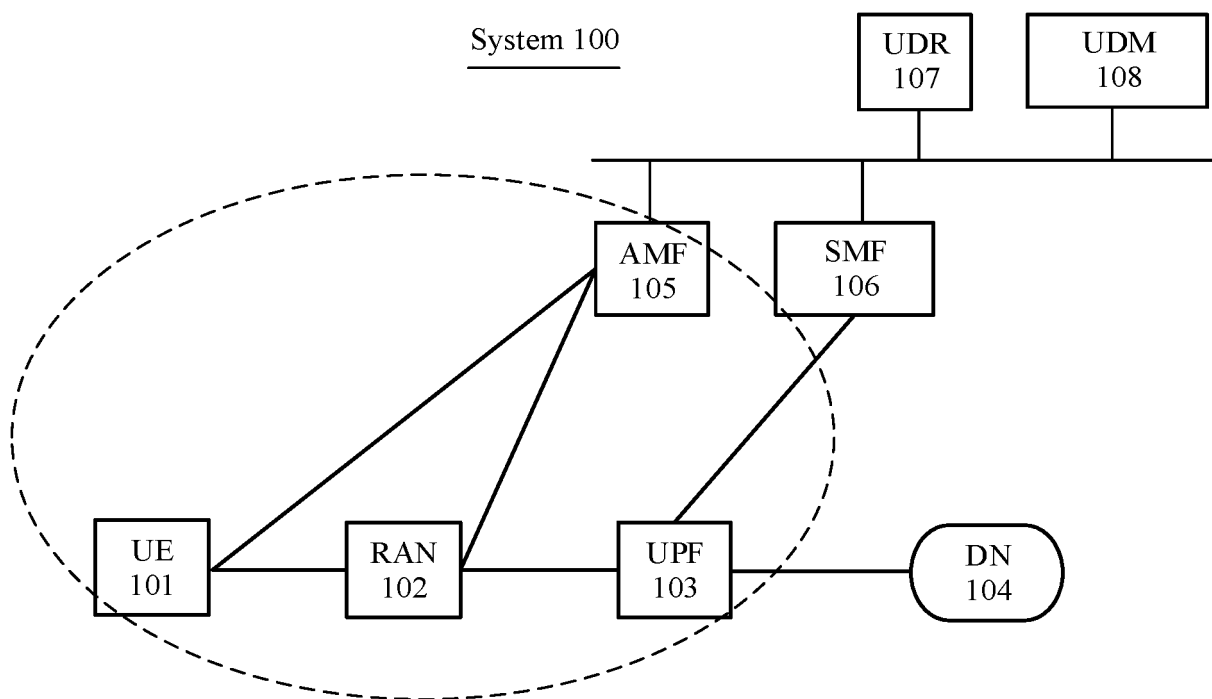 System 100
UDR
107
UDM
108
AMF
105
SMF
106
UE
101
RAN
102
UPF
103
DN
104